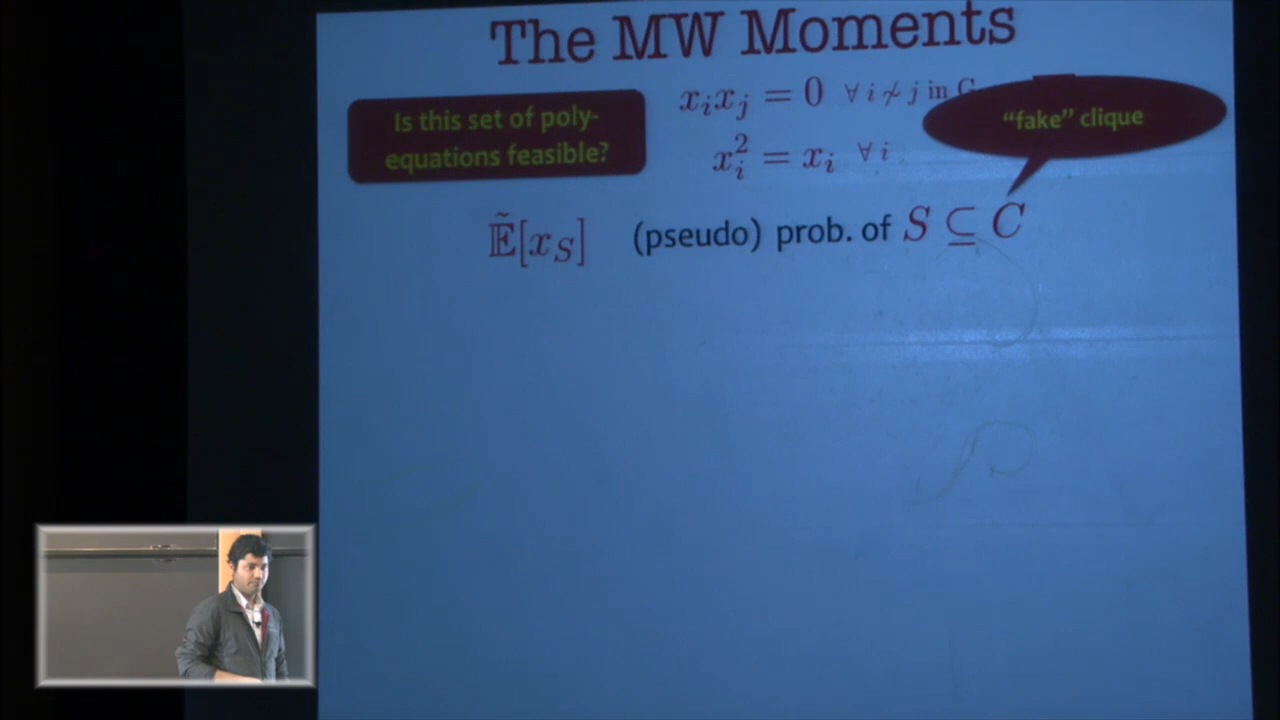 The MW Moments
Is this set of poly-
equations feasible?
x_i x_j = 0 ∀ i ≁ j in G
x_i^2 = x_i ∀ i
"fake" clique
Ẽ[x_S] (pseudo) prob. of S ⊆ C